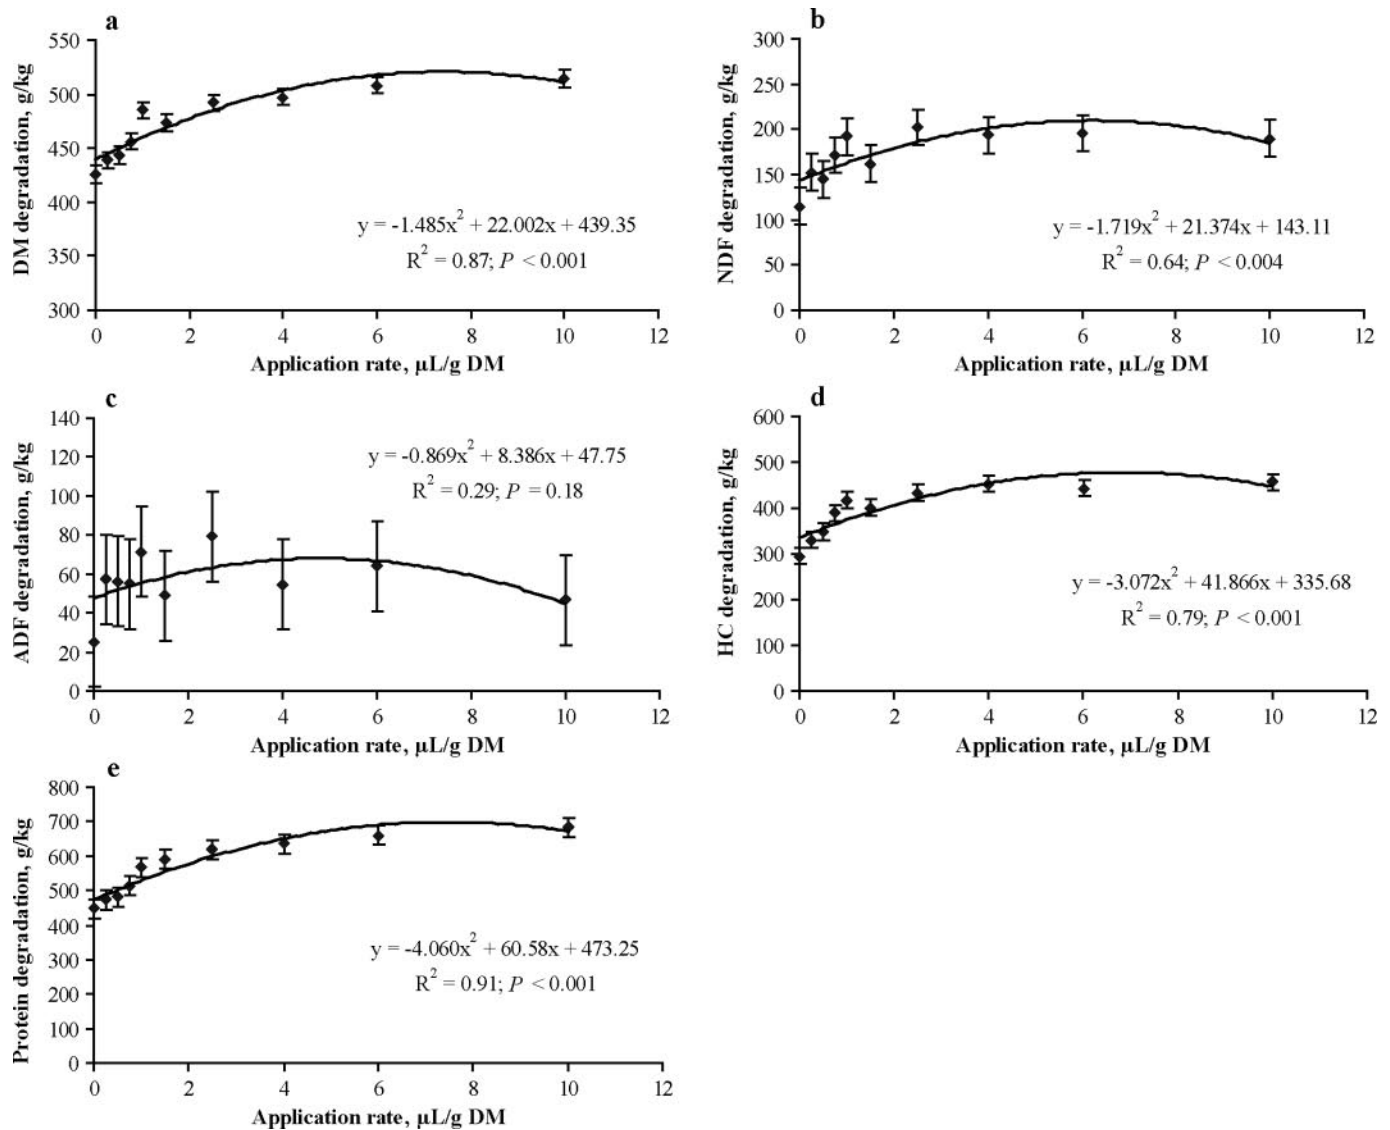 a
550
500
450
400
350
300
DM degradation, g/kg
y = -1.485x² + 22.002x + 439.35
R² = 0.87; P < 0.001
0 2 4 6 8 10 12
Application rate, µL/g DM
b
300
250
200
150
100
50
0
NDF degradation, g/kg
y = -1.719x² + 21.374x + 143.11
R² = 0.64; P < 0.004
0 2 4 6 8 10 12
Application rate, µL/g DM
c
140
120
100
80
60
40
20
0
ADF degradation, g/kg
y = -0.869x² + 8.386x + 47.75
R² = 0.29; P = 0.18
0 2 4 6 8 10 12
Application rate, µL/g DM
d
600
500
400
300
200
100
0
HC degradation, g/kg
y = -3.072x² + 41.866x + 335.68
R² = 0.79; P < 0.001
0 2 4 6 8 10 12
Application rate, µL/g DM
e
800
700
600
500
400
300
200
100
0
Protein degradation, g/kg
y = -4.060x² + 60.58x + 473.25
R² = 0.91; P < 0.001
0 2 4 6 8 10 12
Application rate, µL/g DM